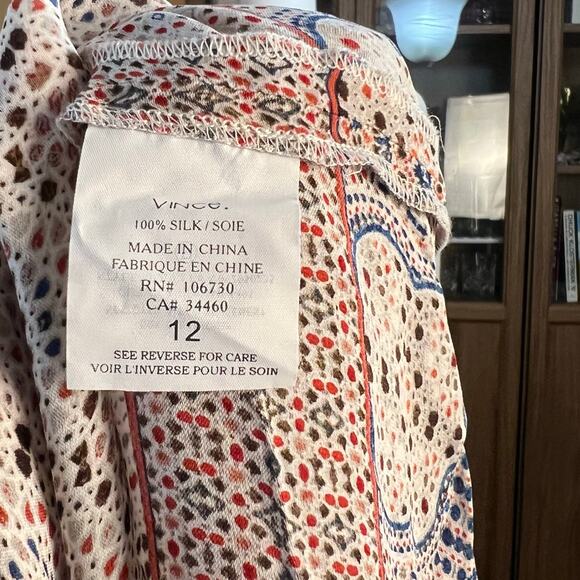 VINCE.
100% SILK / SOIE
MADE IN CHINA
FABRIQUE EN CHINE
RN# 106730
CA# 34460
12
SEE REVERSE FOR CARE
VOIR L'INVERSE POUR LE SOIN